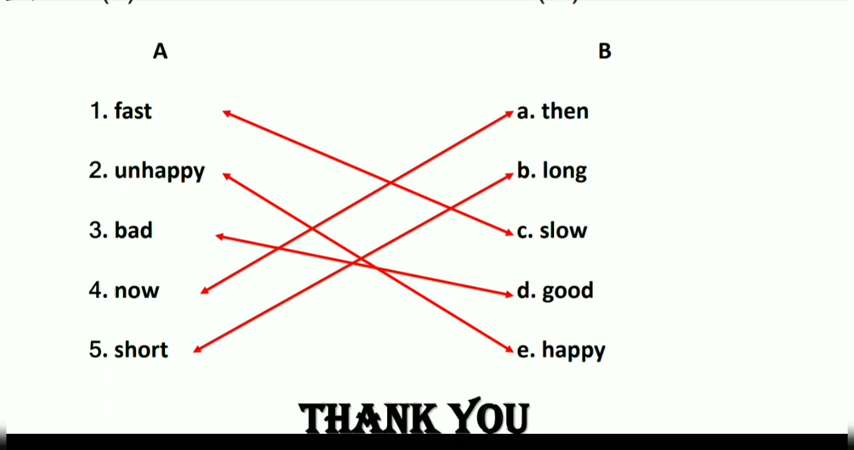 A B
1. fast a. then
2. unhappy b. long
3. bad c. slow
4. now d. good
5. short e. happy
THANK YOU